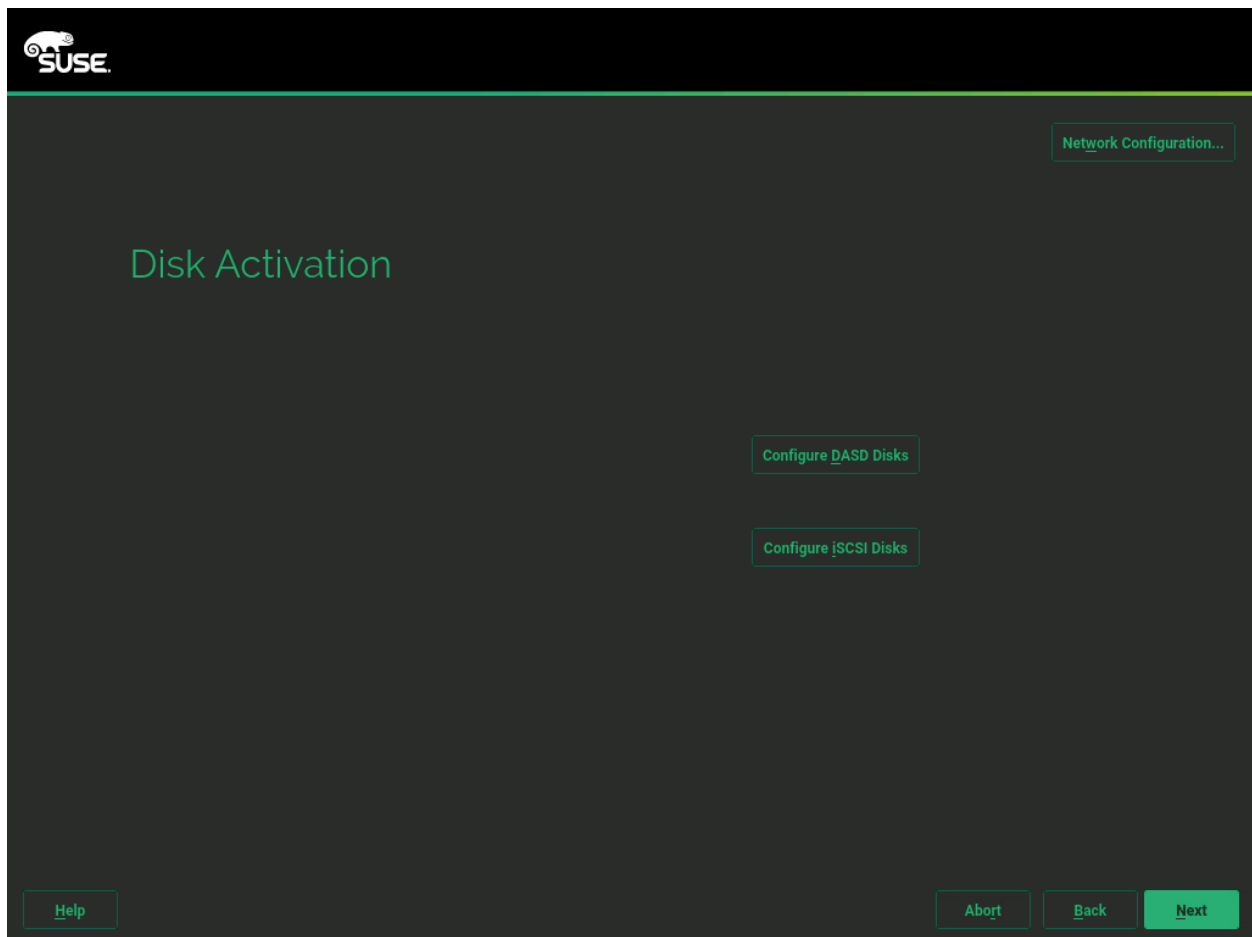 SUSE.
Network Configuration...
Disk Activation
Configure DASD Disks
Configure iSCSI Disks
Help
Abort
Back
Next